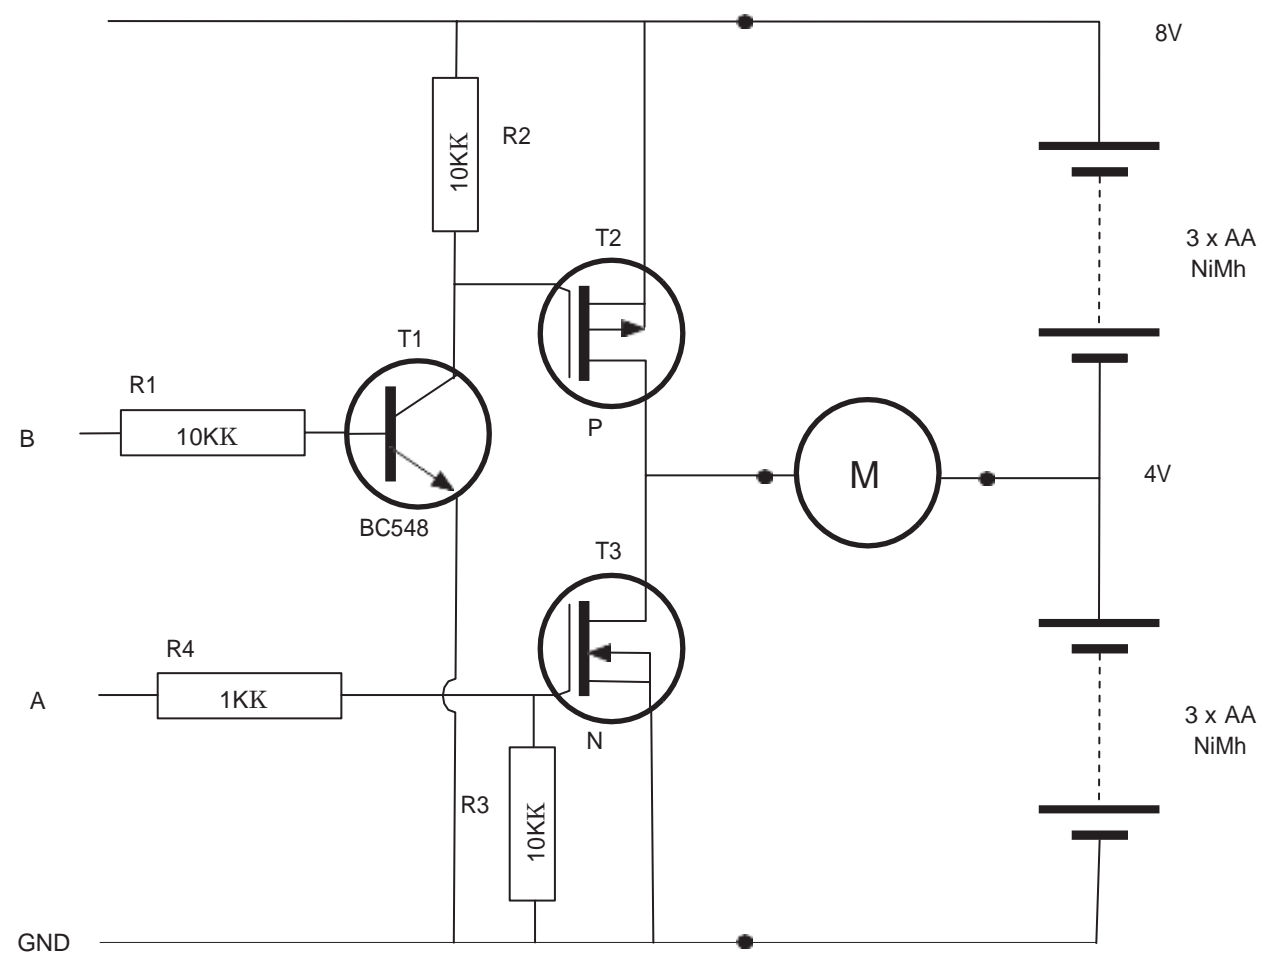 8V
R2
10KK
T2
3 x AA
NiMh
T1
R1
B
10KK
P
M
4V
BC548
T3
R4
A
1KK
N
3 x AA
NiMh
R3
10KK
GND